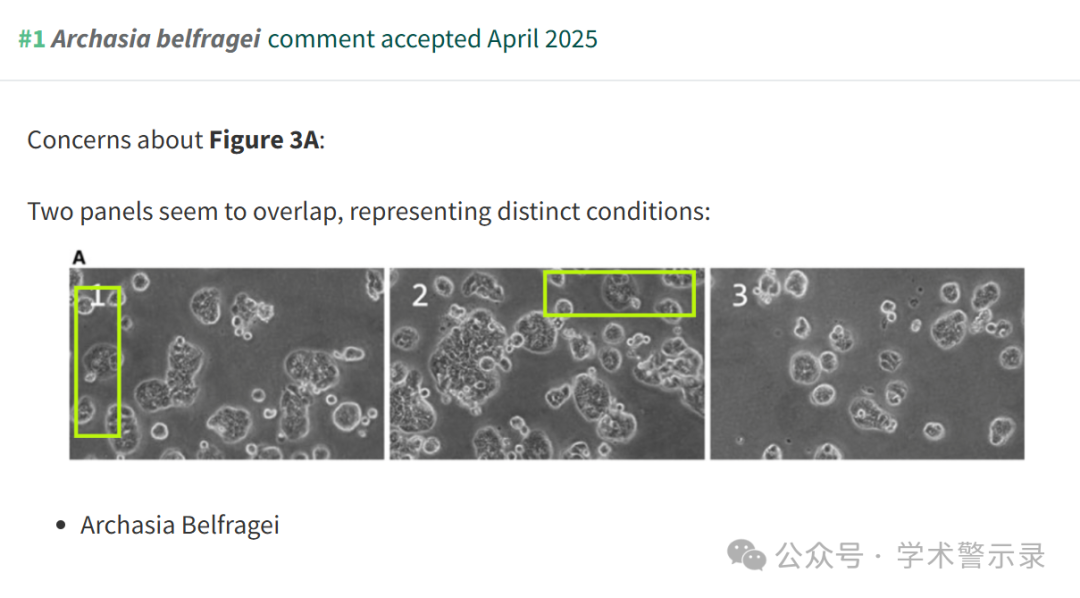 #1 Archasia belfragei comment accepted April 2025
Concerns about Figure 3A:
Two panels seem to overlap, representing distinct conditions:
A
1 2 3
• Archasia Belfragei
公众号 · 学术警示录